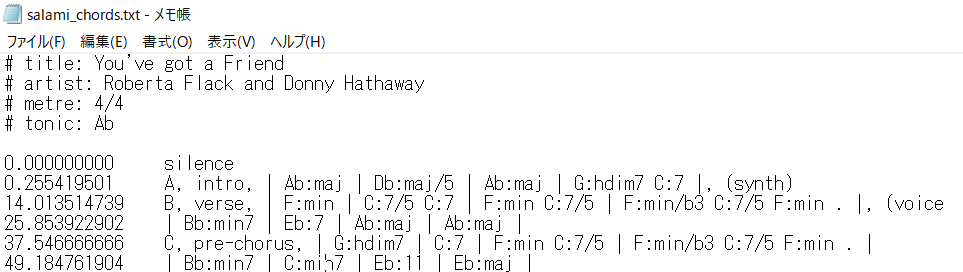 salami_chords.txt - メモ帳
ファイル(F) 編集(E) 書式(O) 表示(V) ヘルプ(H)
# title: You've got a Friend
# artist: Roberta Flack and Donny Hathaway
# metre: 4/4
# tonic: Ab
0.000000000 silence
0.255419501 A, intro, | Ab:maj | Db:maj/5 | Ab:maj | G:hdim7 C:7 |, (synth)
14.013514739 B, verse, | F:min | C:7/5 C:7 | F:min C:7/5 | F:min/b3 C:7/5 F:min . |, (voice
25.853922902 | Bb:min7 | Eb:7 | Ab:maj | Ab:maj |
37.546666666 C, pre-chorus, | G:hdim7 | C:7 | F:min C:7/5 | F:min/b3 C:7/5 F:min . |
49.184761904 | Bb:min7 | C:min7 | Eb:11 | Eb:maj |